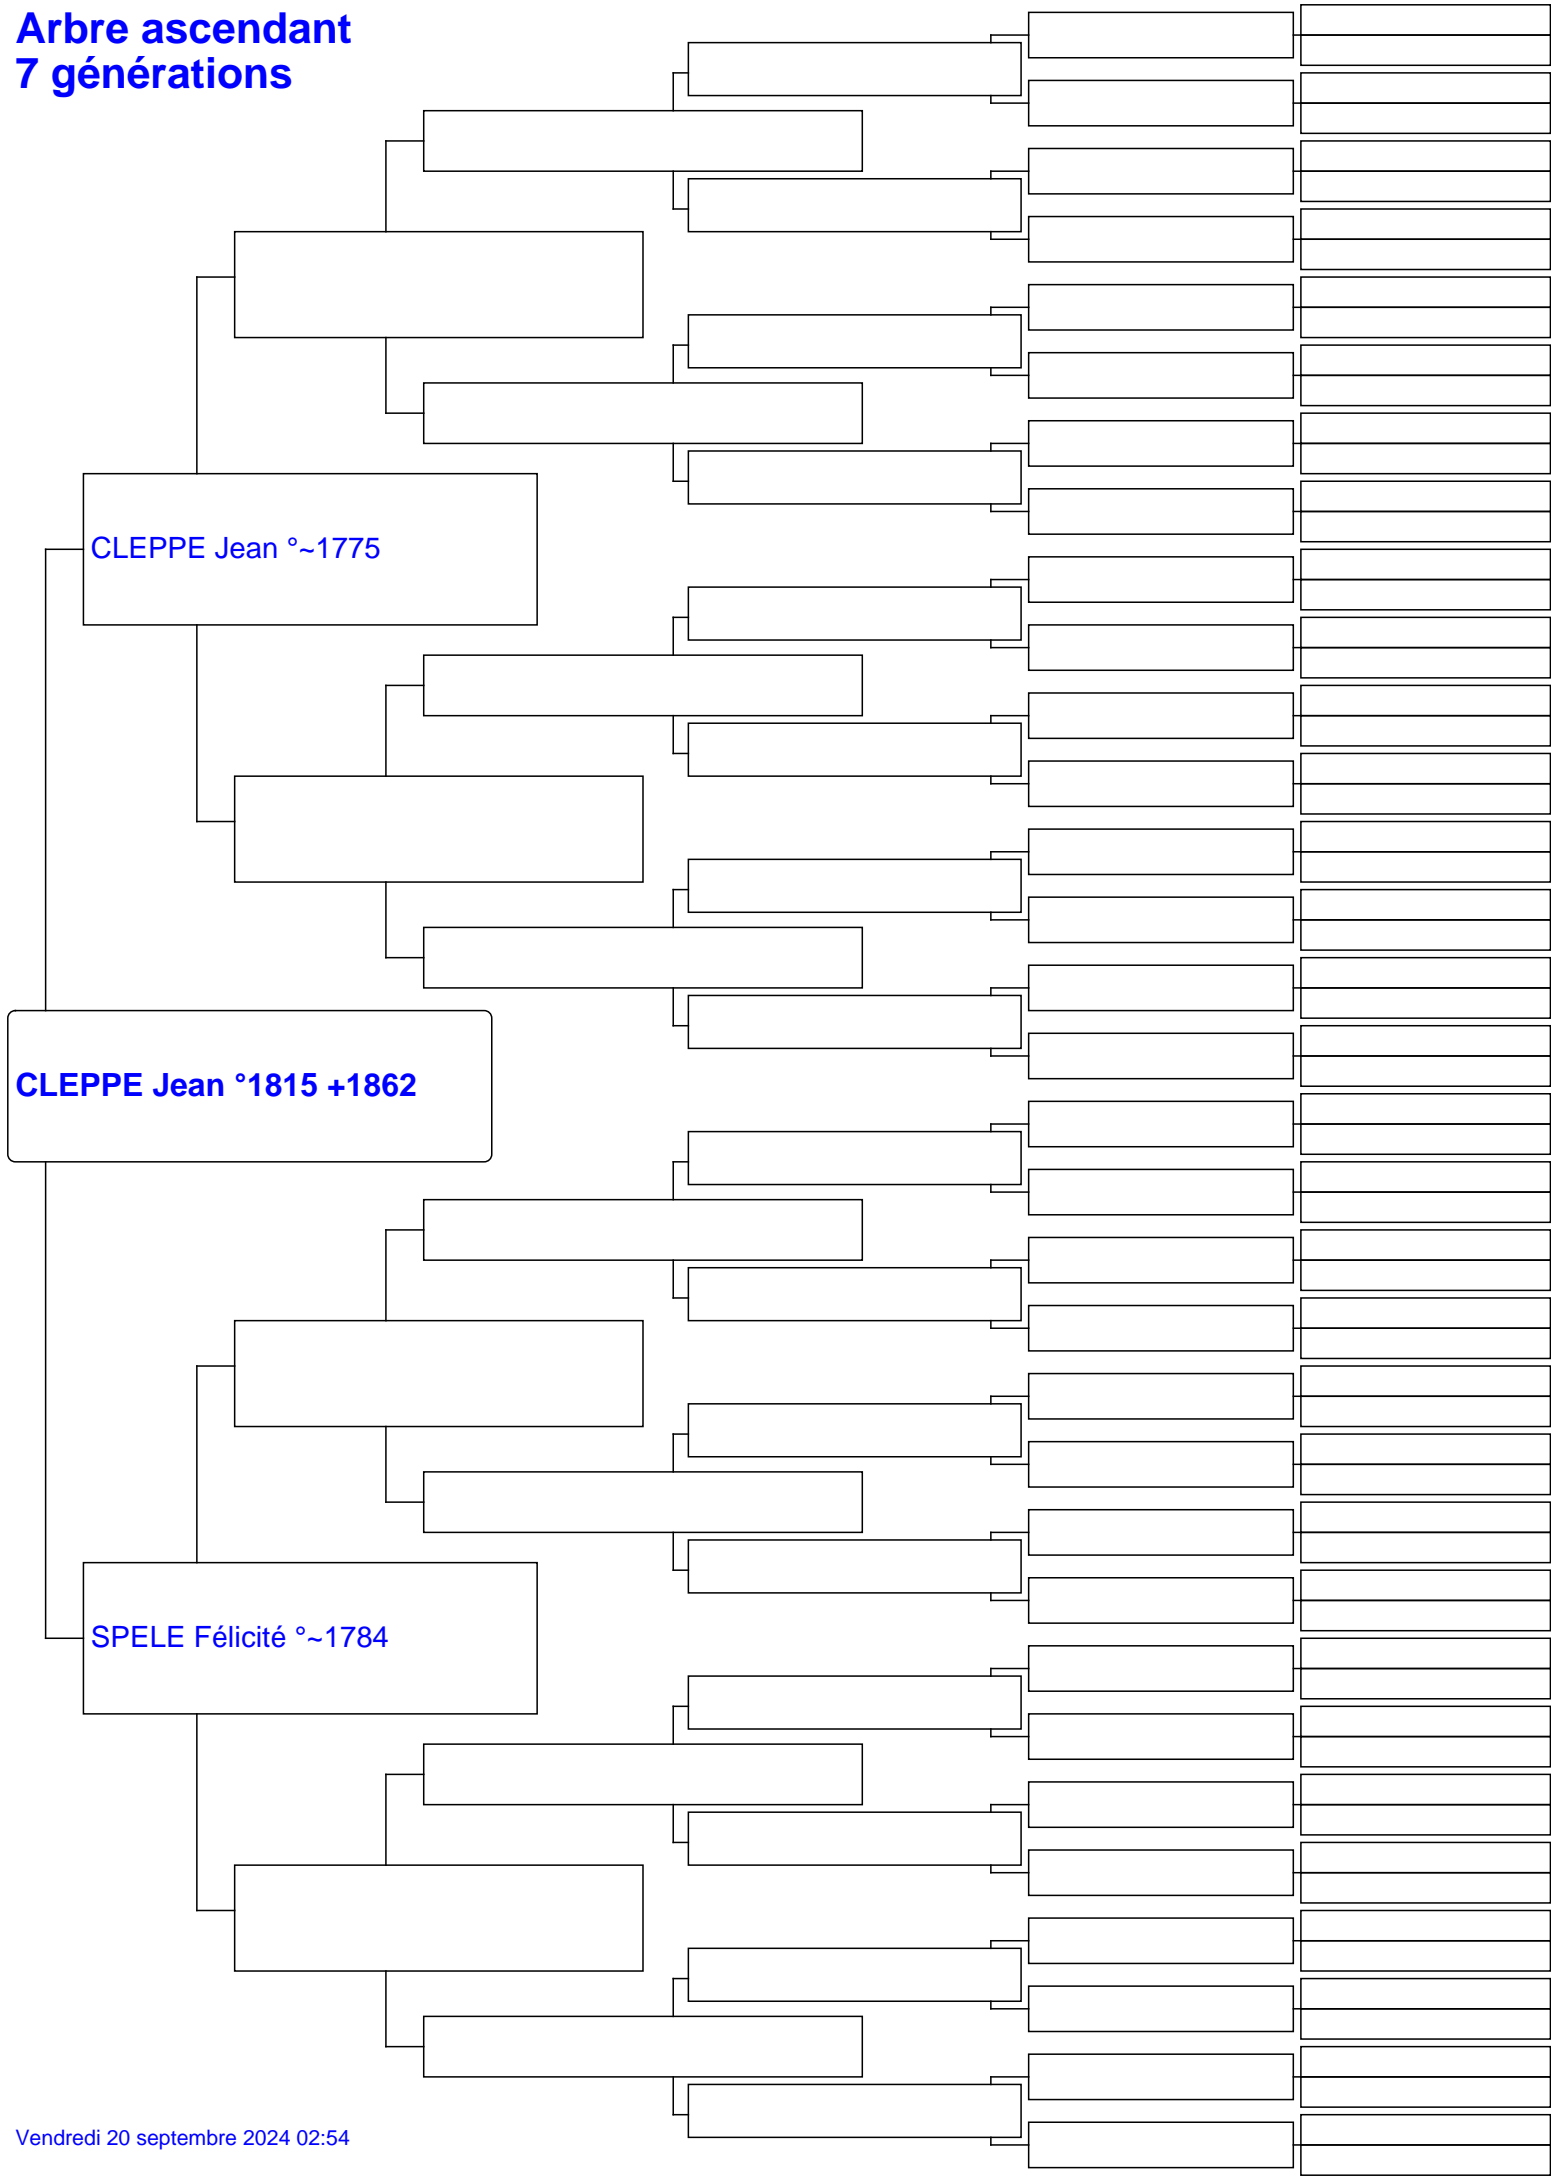 Arbre ascendant
7 générations
CLEPPE Jean °~1775
CLEPPE Jean °1815 +1862
SPELE Félicité °~1784
Vendredi 20 septembre 2024 02:54